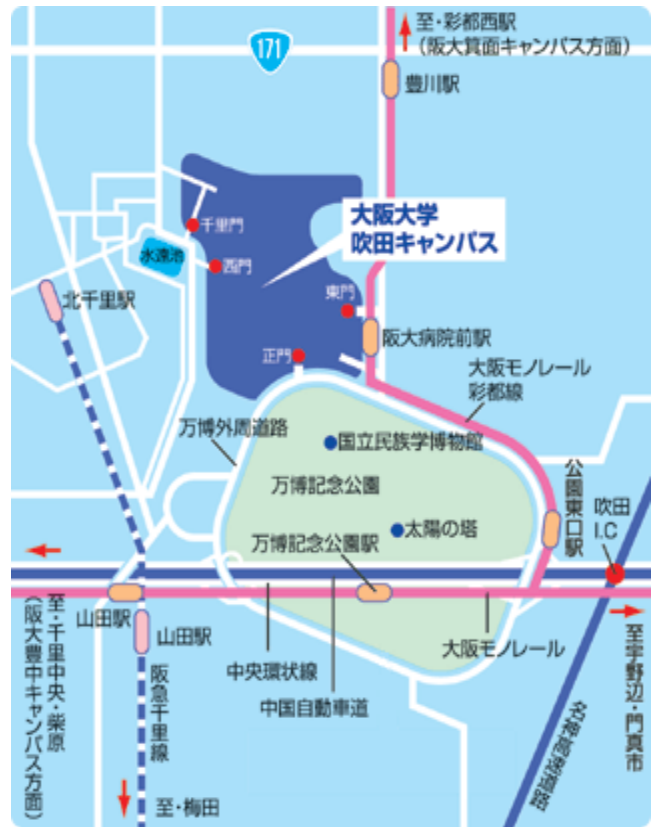 至・彩都西駅
(阪大箕面キャンパス方面)
171
豊川駅
千里門
大阪大学
吹田キャンパス
水遠池
西門
北千里駅
東門
阪大病院前駅
正門
大阪モノレール
彩都線
万博外周道路
国立民族学博物館
万博記念公園
公園東口駅
吹田
I.C
太陽の塔
万博記念公園駅
山田駅
山田駅
大阪モノレール
中央環状線
中国自動車道
至・千里中央・柴原
(阪大豊中キャンパス方面)
阪急千里線
至宇野辺・門真市
名神高速道路
至・梅田